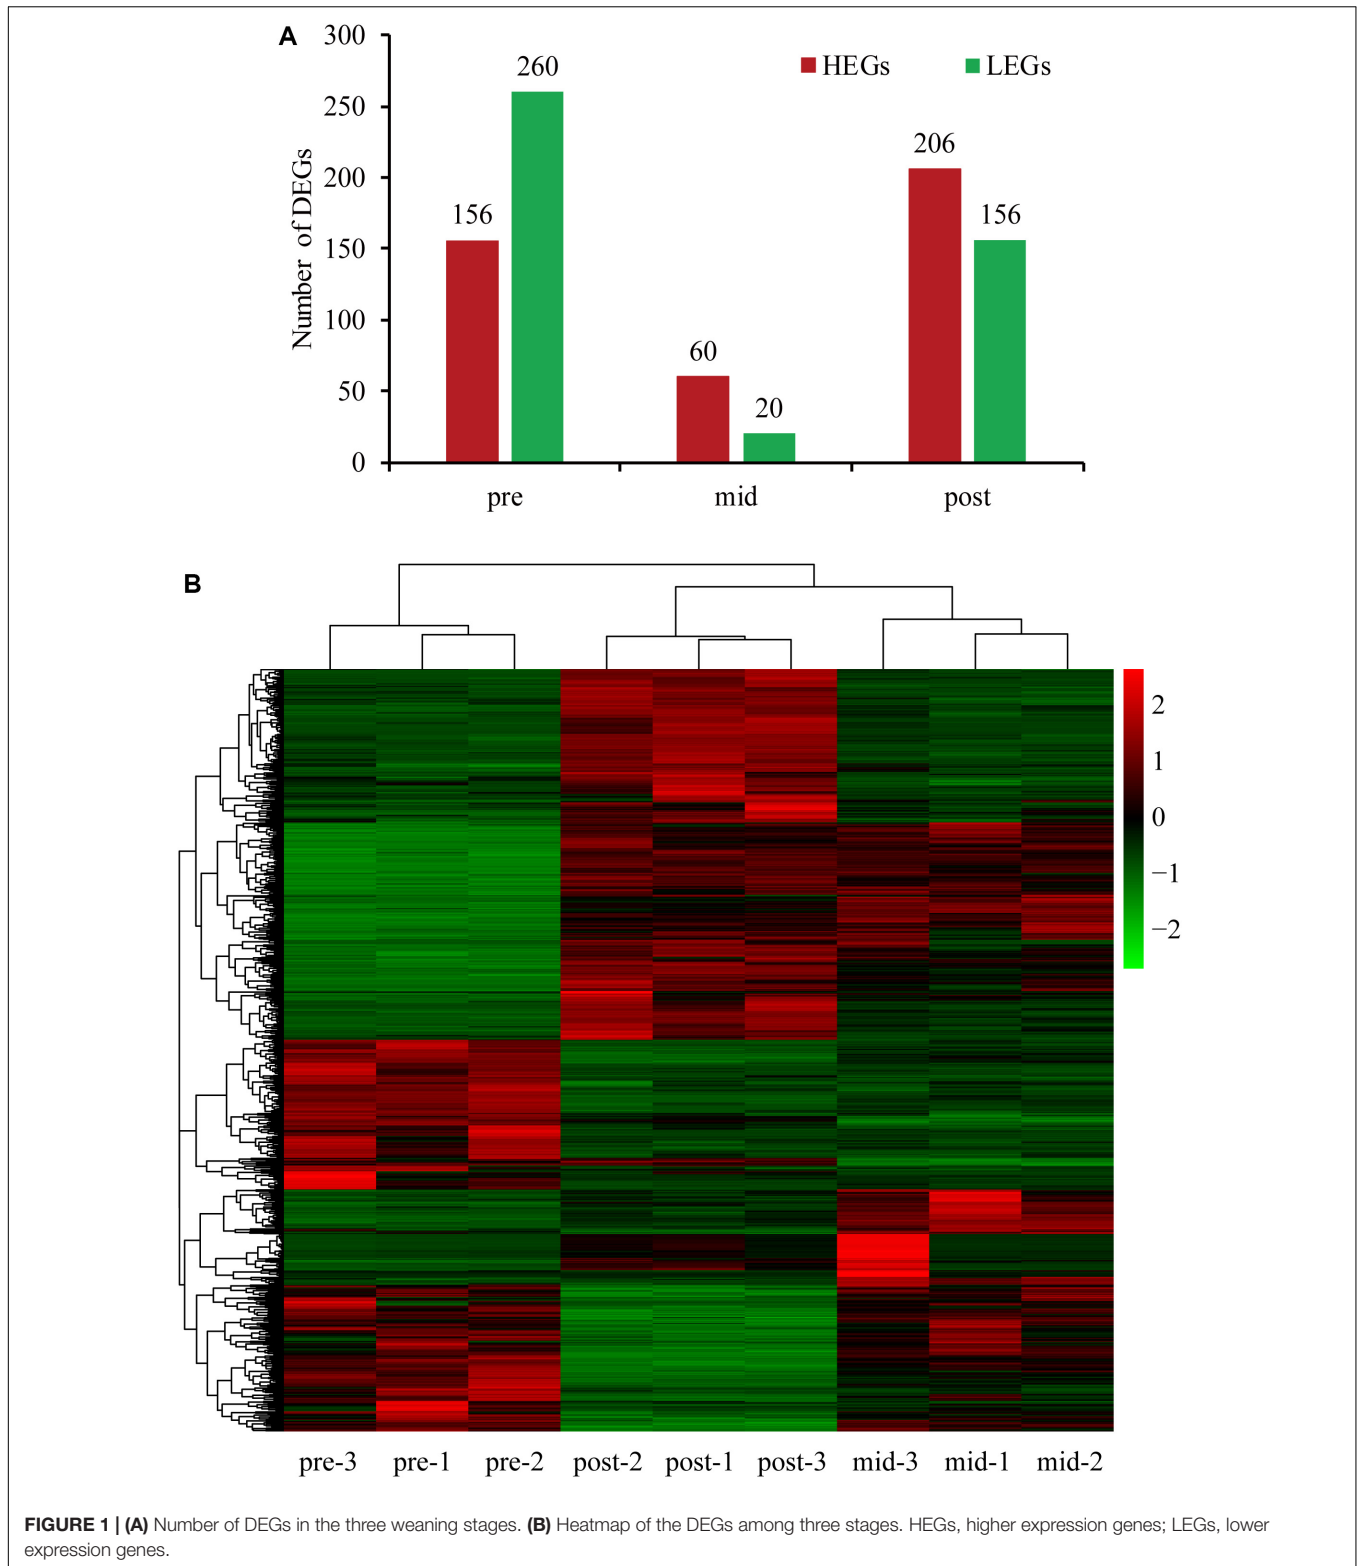 A
300
250
200
150
100
50
0
Number of DEGs
HEGs
LEGs
156
260
60
20
206
156
pre
mid
post
B
2
1
0
−1
−2
pre-3 pre-1 pre-2 post-2 post-1 post-3 mid-3 mid-1 mid-2
FIGURE 1 | (A) Number of DEGs in the three weaning stages. (B) Heatmap of the DEGs among three stages. HEGs, higher expression genes; LEGs, lower
expression genes.